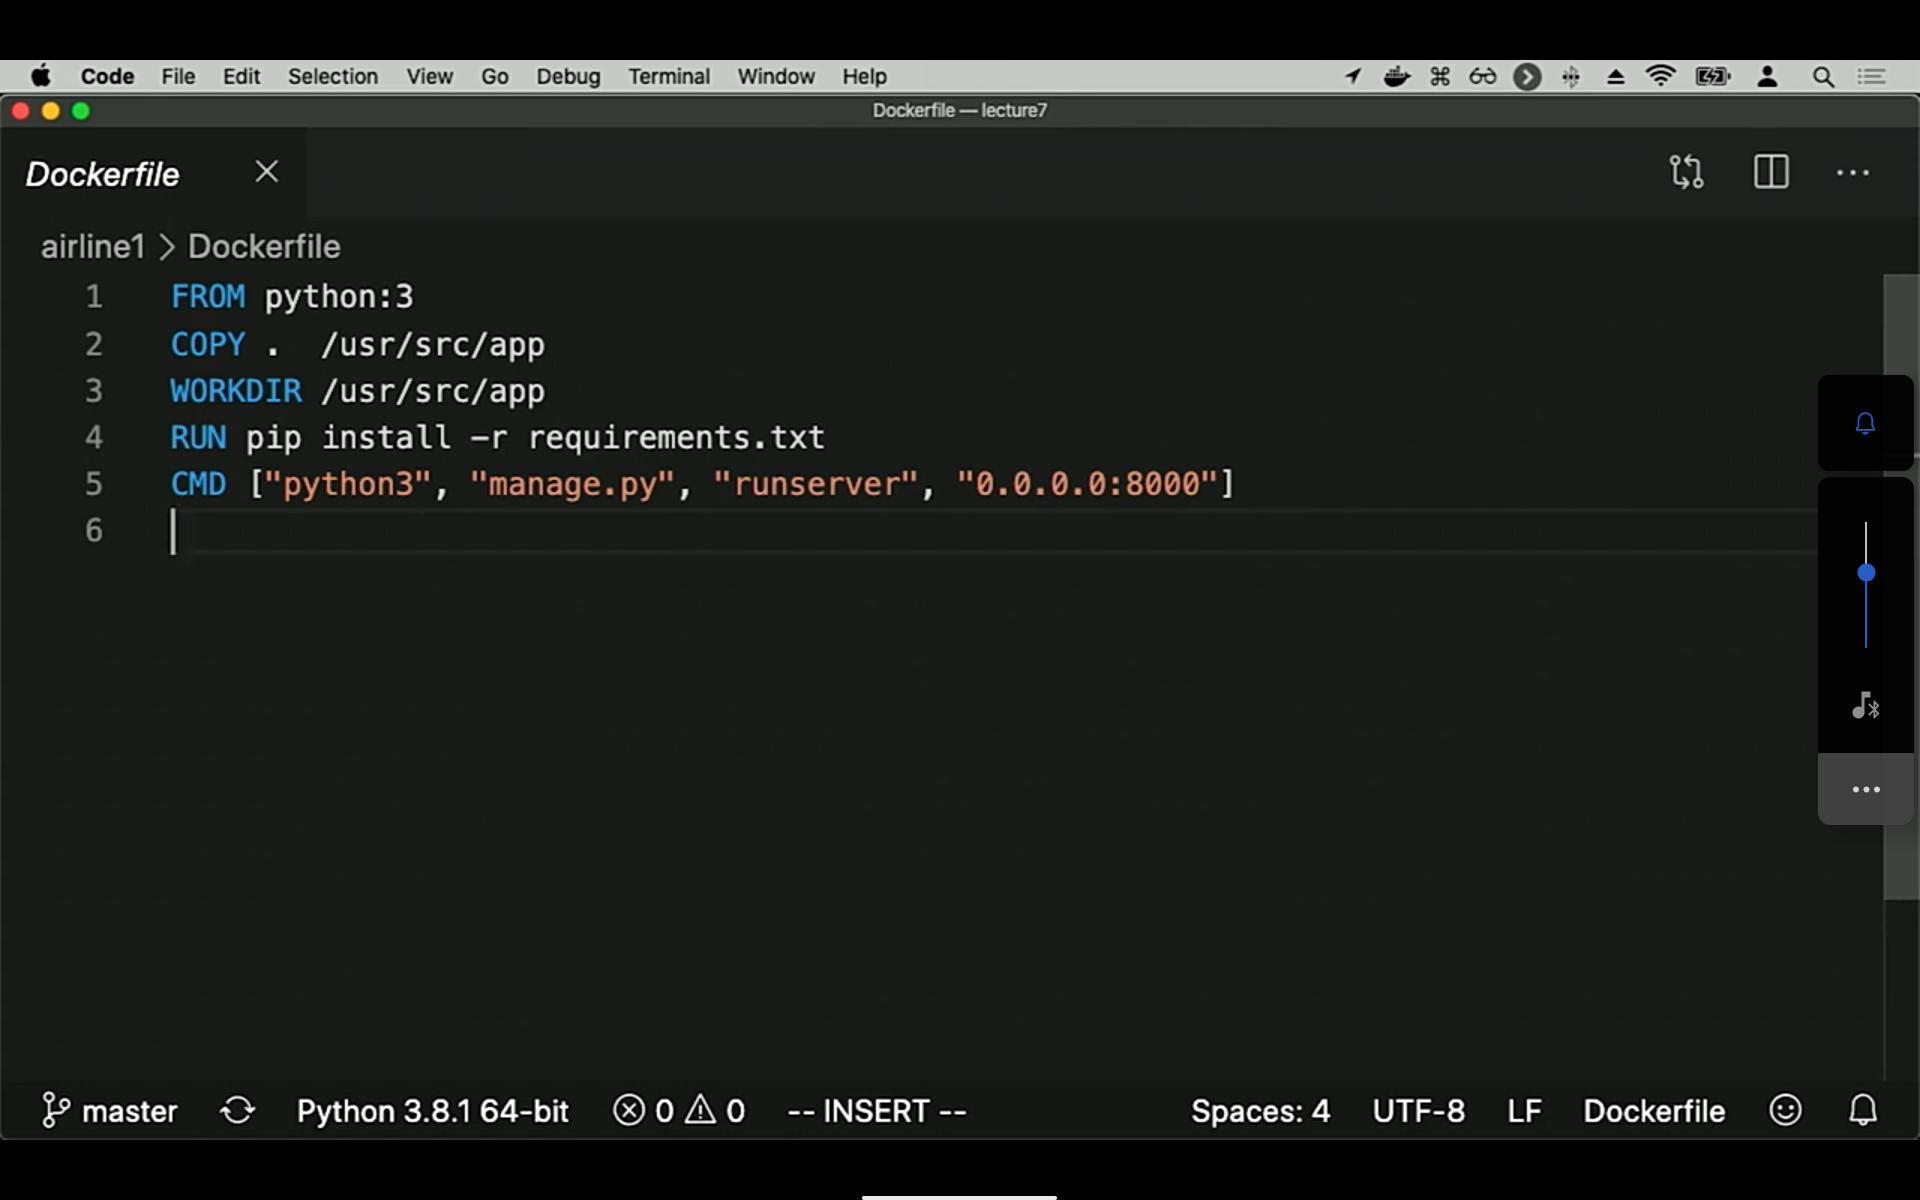 Code File Edit Selection View Go Debug Terminal Window Help
Dockerfile — lecture7
Dockerfile
airline1 > Dockerfile
1 FROM python:3
2 COPY .  /usr/src/app
3 WORKDIR /usr/src/app
4 RUN pip install -r requirements.txt
5 CMD ["python3", "manage.py", "runserver", "0.0.0.0:8000"]
6
master Python 3.8.1 64-bit 0 0 -- INSERT -- Spaces: 4 UTF-8 LF Dockerfile